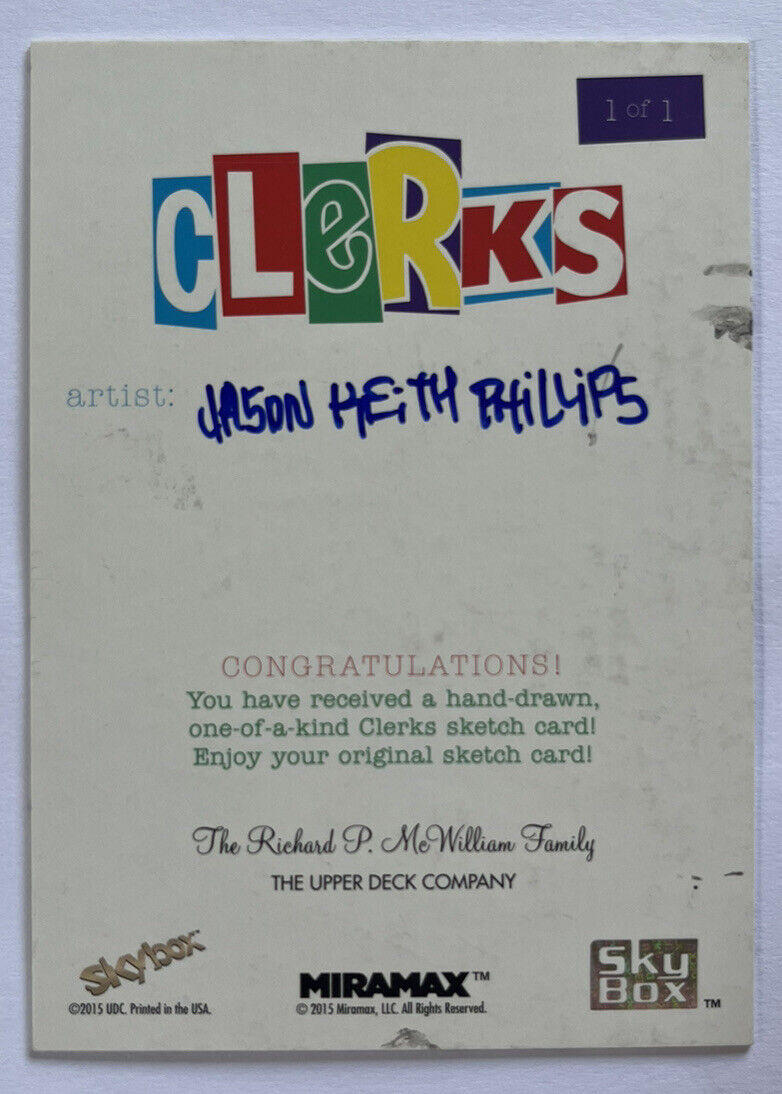 1 of 1
CLeRKS
artist: JASON KEiTH PHiLLiPS
CONGRATULATIONS!
You have received a hand-drawn,
one-of-a-kind Clerks sketch card!
Enjoy your original sketch card!
The Richard P. McWilliam Family
THE UPPER DECK COMPANY
skybox™
©2015 UDC. Printed in the USA.
MIRAMAX™
© 2015 Miramax, LLC. All Rights Reserved.
Sky
Box™